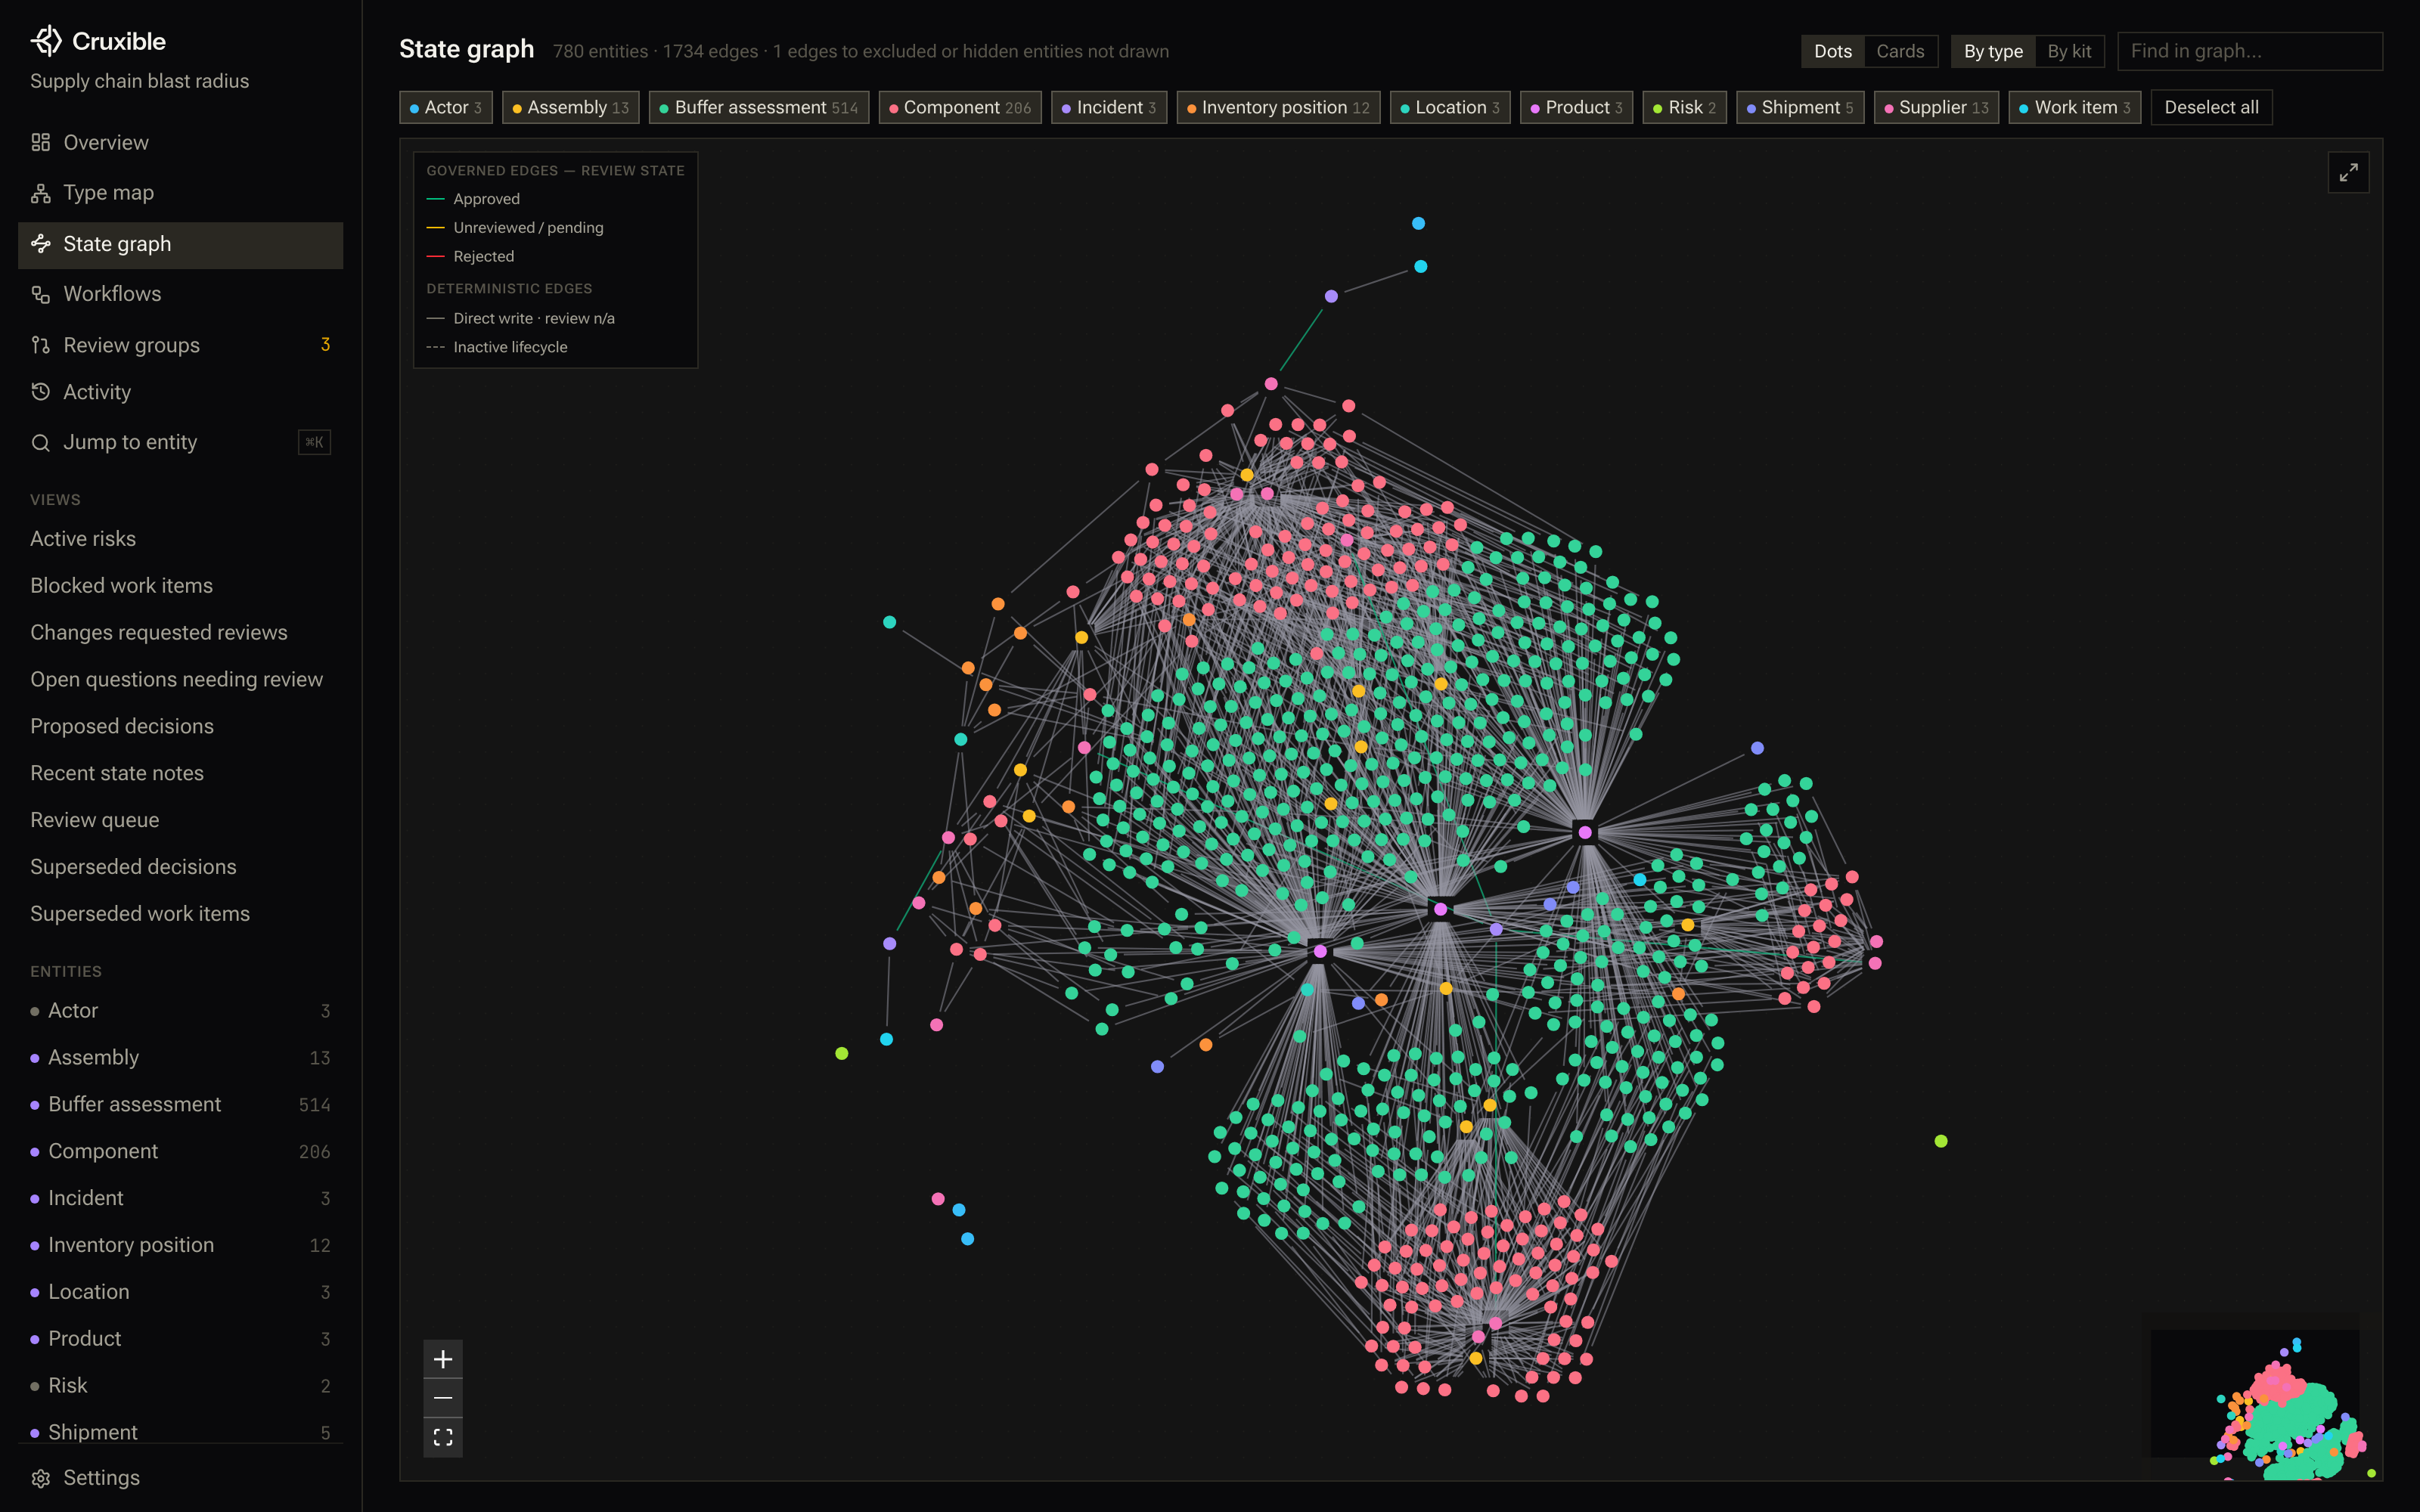 Cruxible
Supply chain blast radius
Overview
Type map
State graph
Workflows
Review groups 3
Activity
Jump to entity ⌘K
VIEWS
Active risks
Blocked work items
Changes requested reviews
Open questions needing review
Proposed decisions
Recent state notes
Review queue
Superseded decisions
Superseded work items
ENTITIES
Actor 3
Assembly 13
Buffer assessment 514
Component 206
Incident 3
Inventory position 12
Location 3
Product 3
Risk 2
Shipment 5
Settings
State graph 780 entities · 1734 edges · 1 edges to excluded or hidden entities not drawn
Dots Cards By type By kit Find in graph...
Actor 3 Assembly 13 Buffer assessment 514 Component 206 Incident 3 Inventory position 12 Location 3 Product 3 Risk 2 Shipment 5 Supplier 13 Work item 3 Deselect all
GOVERNED EDGES — REVIEW STATE
Approved
Unreviewed / pending
Rejected
DETERMINISTIC EDGES
Direct write · review n/a
Inactive lifecycle